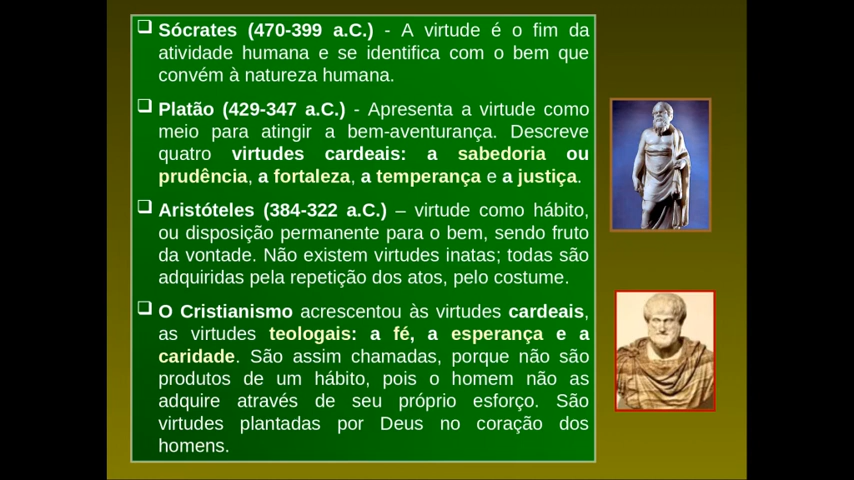 ❑ Sócrates (470-399 a.C.) - A virtude é o fim da
atividade humana e se identifica com o bem que
convém à natureza humana.
❑ Platão (429-347 a.C.) - Apresenta a virtude como
meio para atingir a bem-aventurança. Descreve
quatro virtudes cardeais: a sabedoria ou
prudência, a fortaleza, a temperança e a justiça.
❑ Aristóteles (384-322 a.C.) – virtude como hábito,
ou disposição permanente para o bem, sendo fruto
da vontade. Não existem virtudes inatas; todas são
adquiridas pela repetição dos atos, pelo costume.
❑ O Cristianismo acrescentou às virtudes cardeais,
as virtudes teologais: a fé, a esperança e a
caridade. São assim chamadas, porque não são
produtos de um hábito, pois o homem não as
adquire através de seu próprio esforço. São
virtudes plantadas por Deus no coração dos
homens.